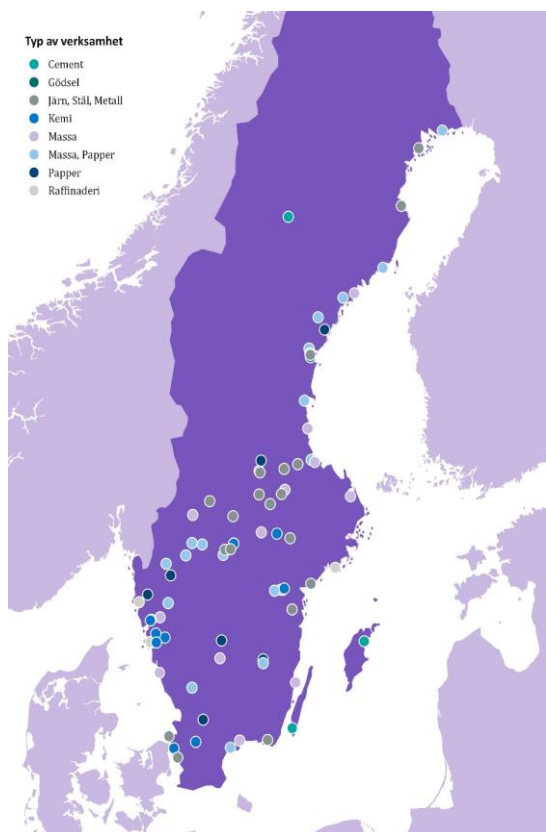 Typ av verksamhet
Cement
Gödsel
Järn, Stål, Metall
Kemi
Massa
Massa, Papper
Papper
Raffinaderi